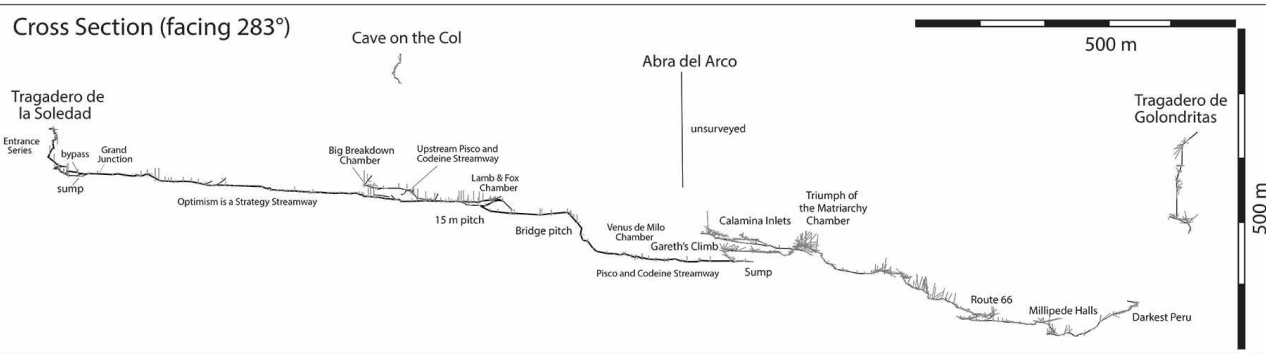 Cross Section (facing 283°)
500 m
Cave on the Col
Abra del Arco
unsurveyed
Tragadero de
la Soledad
Tragadero de
Golondritas
Entrance
Series
bypass
Grand
Junction
sump
Big Breakdown
Chamber
Upstream Pisco and
Codeine Streamway
Lamb & Fox
Chamber
Optimism is a Strategy Streamway
15 m pitch
Bridge pitch
Venus de Milo
Chamber
Gareth's Climb
Calamina Inlets
Triumph of
the Matriarchy
Chamber
Pisco and Codeine Streamway
Sump
Route 66
Millipede Halls
Darkest Peru
500 m